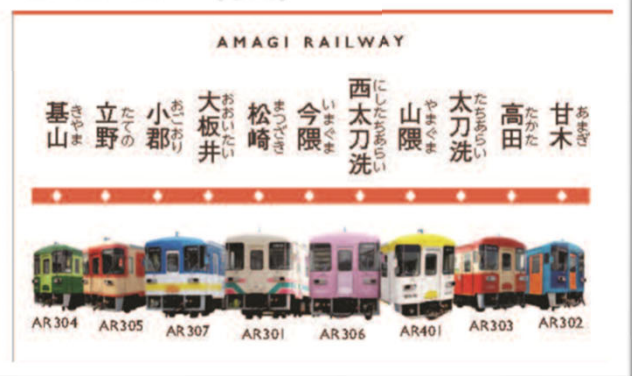 AMAGI RAILWAY
基山 きやま
立野 たての
小郡 おごおり
大板井 おおいたい
松崎 まつざき
今隈 いまぐま
西太刀洗 にしたちあらい
山隈 やまぐま
太刀洗 たちあらい
高田 たかた
甘木 あまぎ
AR304 AR305 AR307 AR301 AR306 AR401 AR303 AR302